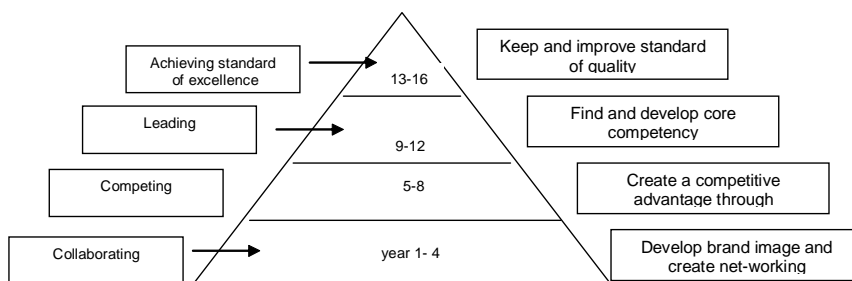 Achieving standard
of excellence
13-16
Keep and improve standard
of quality
Leading
9-12
Find and develop core
competency
Competing
5-8
Create a competitive
advantage through
Collaborating
year 1- 4
Develop brand image and
create net-working